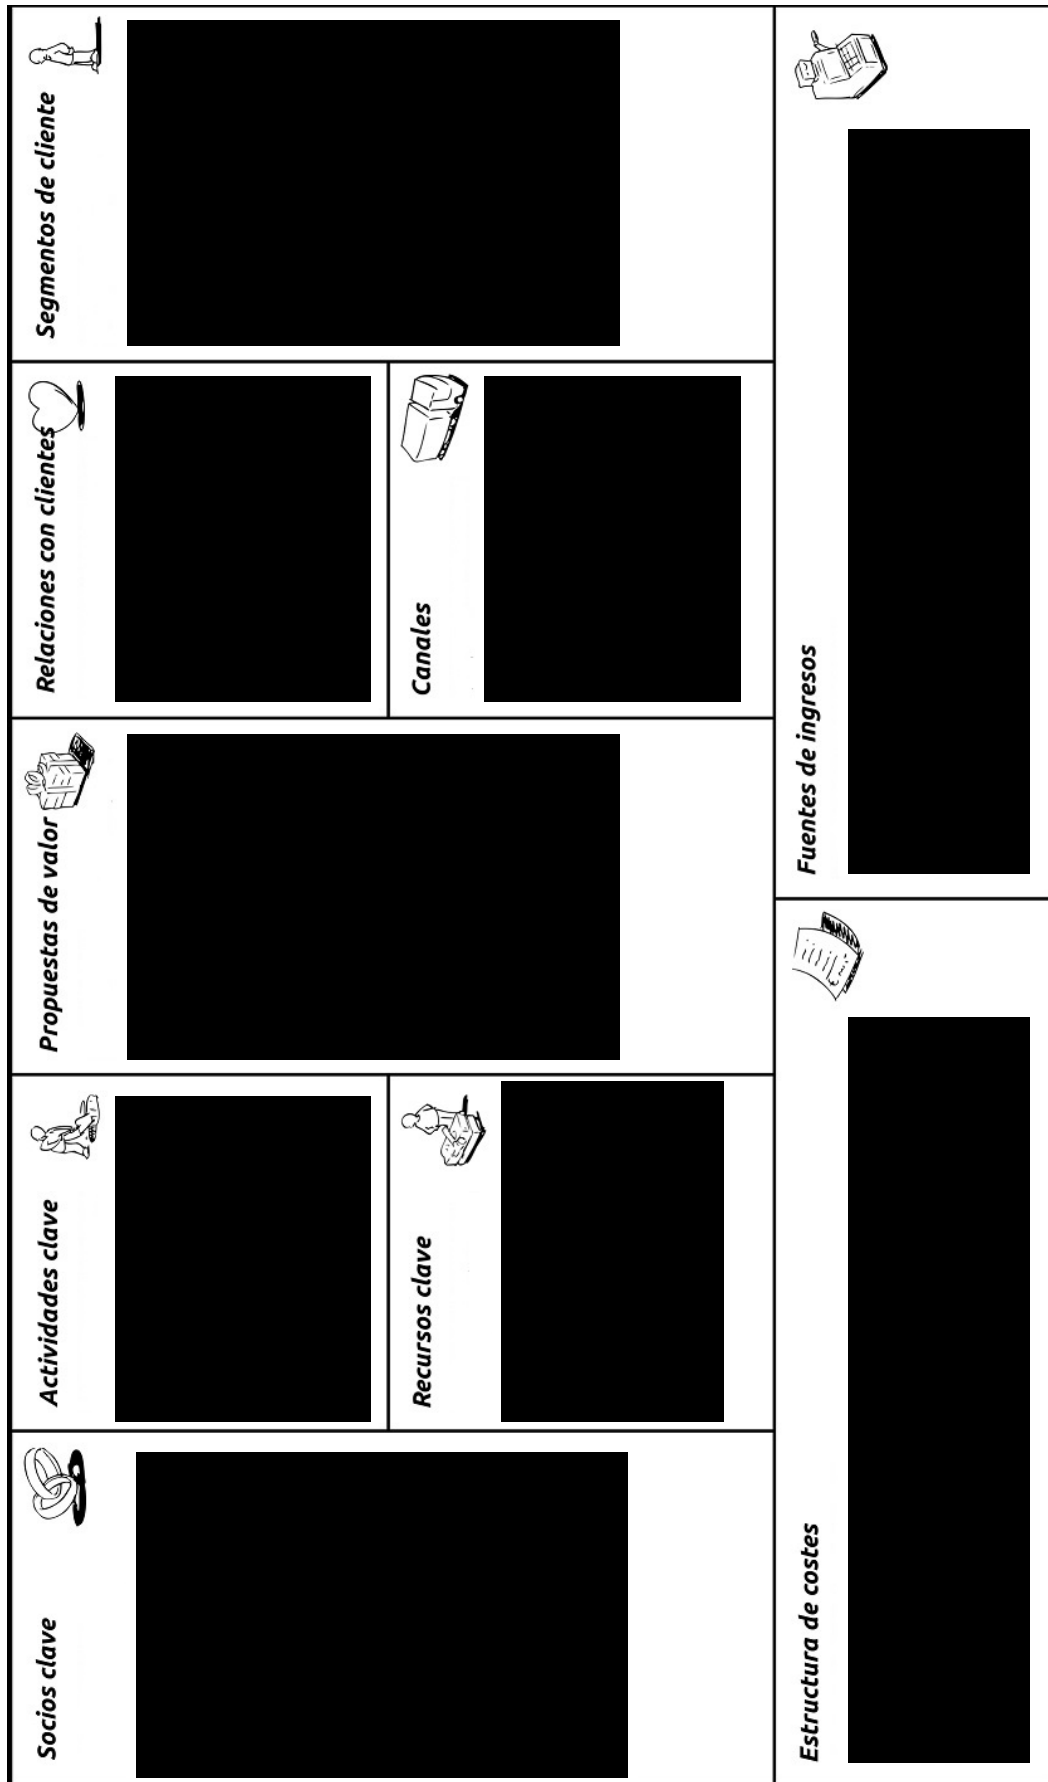 Socios clave
Actividades clave
Recursos clave
Propuestas de valor
Relaciones con clientes
Canales
Segmentos de cliente
Estructura de costes
Fuentes de ingresos